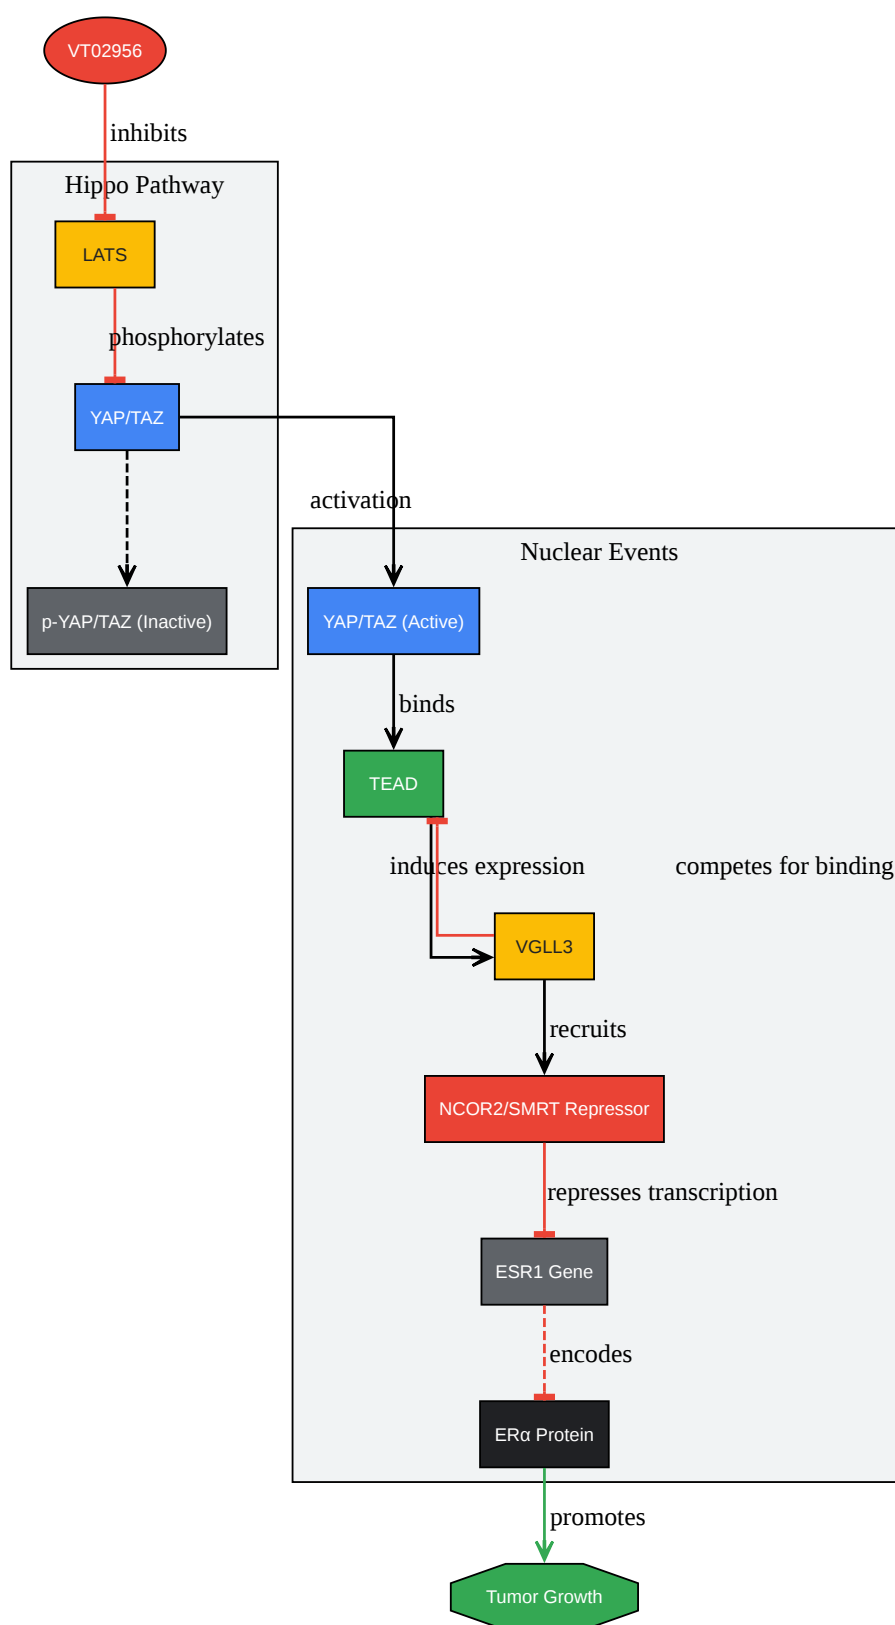 VT02956
inhibits
Hippo Pathway
LATS
phosphorylates
YAP/TAZ
activation
Nuclear Events
p-YAP/TAZ (Inactive)
YAP/TAZ (Active)
binds
TEAD
induces expression
competes for binding
VGLL3
recruits
NCOR2/SMRT Repressor
represses transcription
ESR1 Gene
encodes
ERα Protein
promotes
Tumor Growth